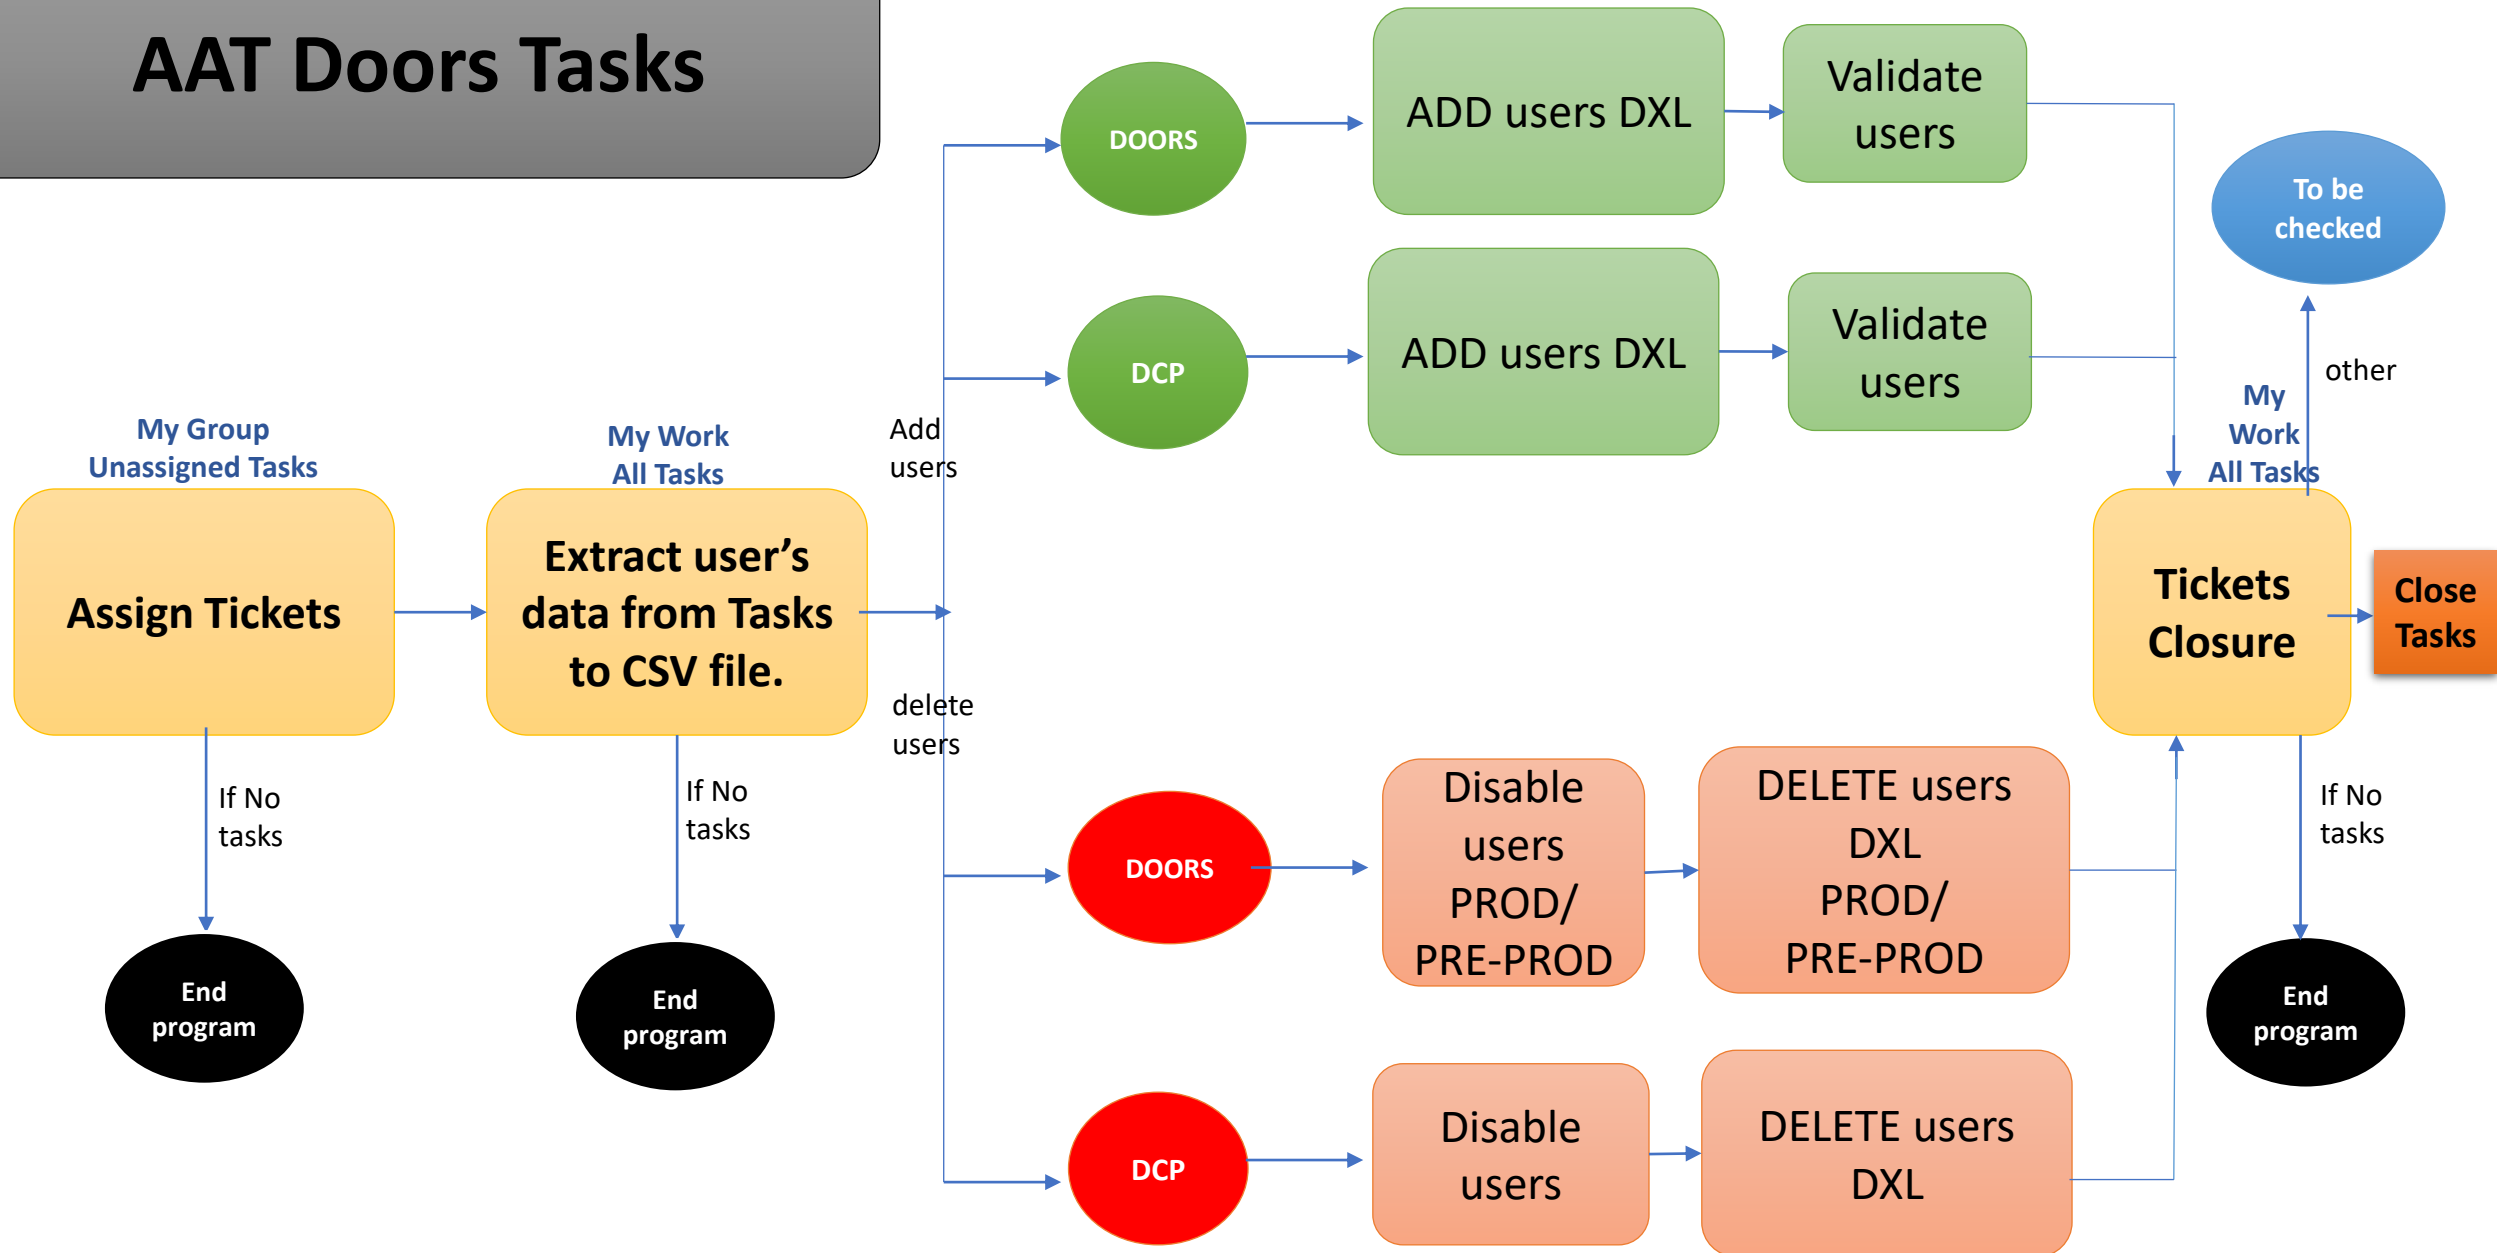 AAT Doors Tasks
My Group
Unassigned Tasks
Assign Tickets
If No
tasks
End
program
My Work
All Tasks
Extract user’s
data from Tasks
to CSV file.
If No
tasks
End
program
Add
users
delete
users
DOORS
ADD users DXL
Validate
users
DCP
ADD users DXL
Validate
users
DOORS
Disable
users
PROD/
PRE-PROD
DELETE users
DXL
PROD/
PRE-PROD
DCP
Disable
users
DELETE users
DXL
To be
checked
other
My
Work
All Tasks
Tickets
Closure
Close
Tasks
If No
tasks
End
program